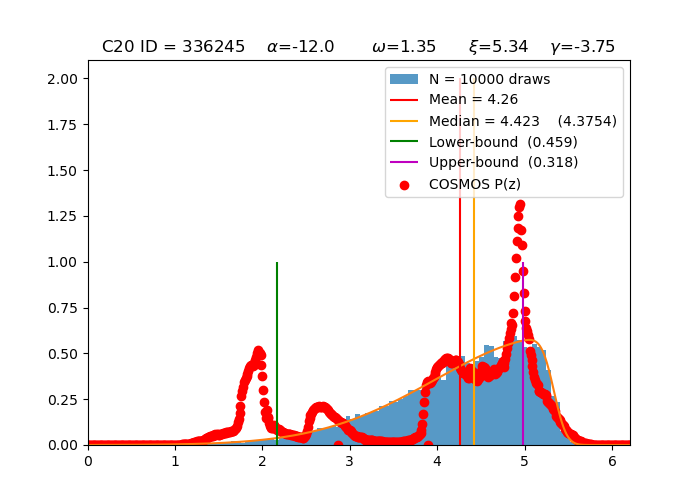 C20 ID = 336245 α=-12.0 ω=1.35 ξ=5.34 γ=-3.75
N = 10000 draws
Mean = 4.26
Median = 4.423 (4.3754)
Lower-bound (0.459)
Upper-bound (0.318)
COSMOS P(z)
2.00
1.75
1.50
1.25
1.00
0.75
0.50
0.25
0.00
0 1 2 3 4 5 6